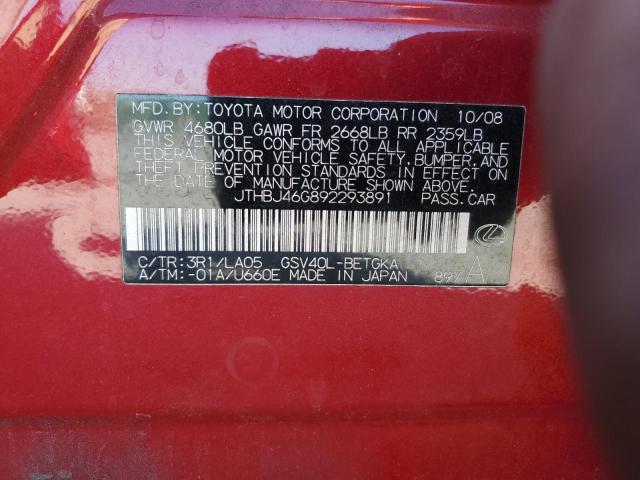 MFD. BY:TOYOTA MOTOR CORPORATION 10/08
GVWR 4680LB GAWR FR 2668LB RR 2359LB
THIS VEHICLE CONFORMS TO ALL APPLICABLE
FEDERAL MOTOR VEHICLE SAFETY, BUMPER, AND
THEFT PREVENTION STANDARDS IN EFFECT ON
THE DATE OF MANUFACTURE SHOWN ABOVE.
JTHBJ46G892293891 PASS.CAR
C/TR:3R1/LA05 GSV40L-BETGKA
A/TM:-01A/U660E MADE IN JAPAN A